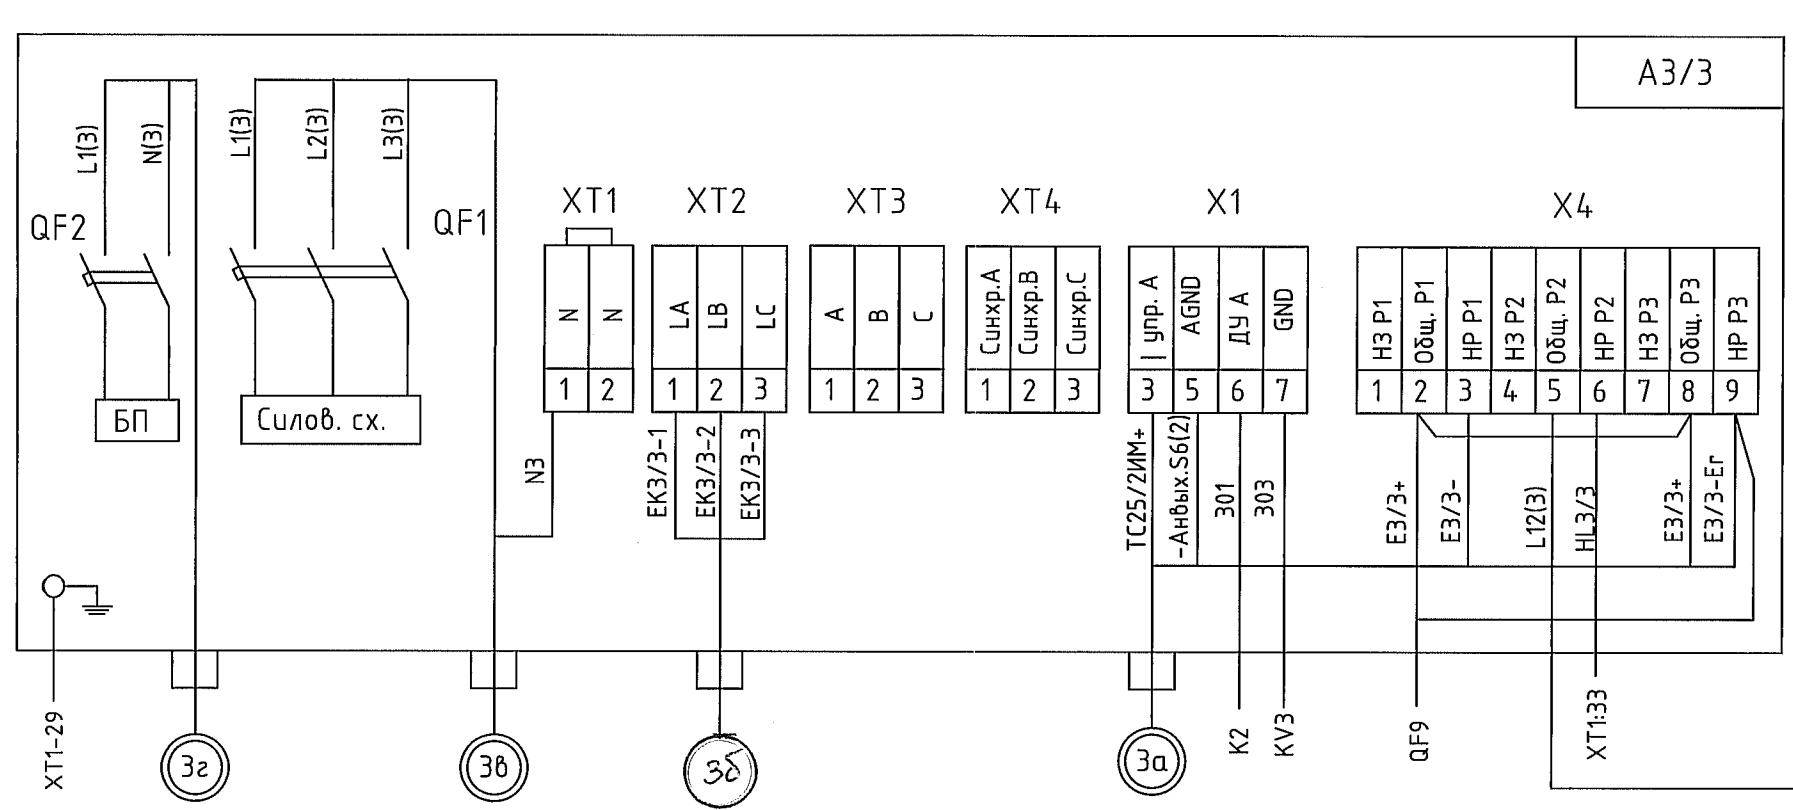 А3/3
L1(3)
N(3)
L1(3)
L2(3)
L3(3)
QF2
QF1
XT1
XT2
XT3
XT4
X1
X4
N
N
LA
LB
LC
A
B
C
Синхр.A
Синхр.B
Синхр.C
| упр. А
AGND
ДУ А
GND
НЗ Р1
Общ. Р1
НР Р1
НЗ Р2
Общ. Р2
НР Р2
НЗ Р3
Общ. Р3
НР Р3
1 2
1 2 3
1 2 3
1 2 3
3 5 6 7
1 2 3 4 5 6 7 8 9
БП
Силов. сх.
N3
ЕК3/3-1
ЕК3/3-2
ЕК3/3-3
ТС25/2ИМ+
-Анвых.S6(2)
301
303
Е3/3+
Е3/3-
L12(3)
HL3/3
Е3/3+
Е3/3-Ег
XT1-29
3г
3в
3б
3а
K2
KV3
QF9
XT1:33